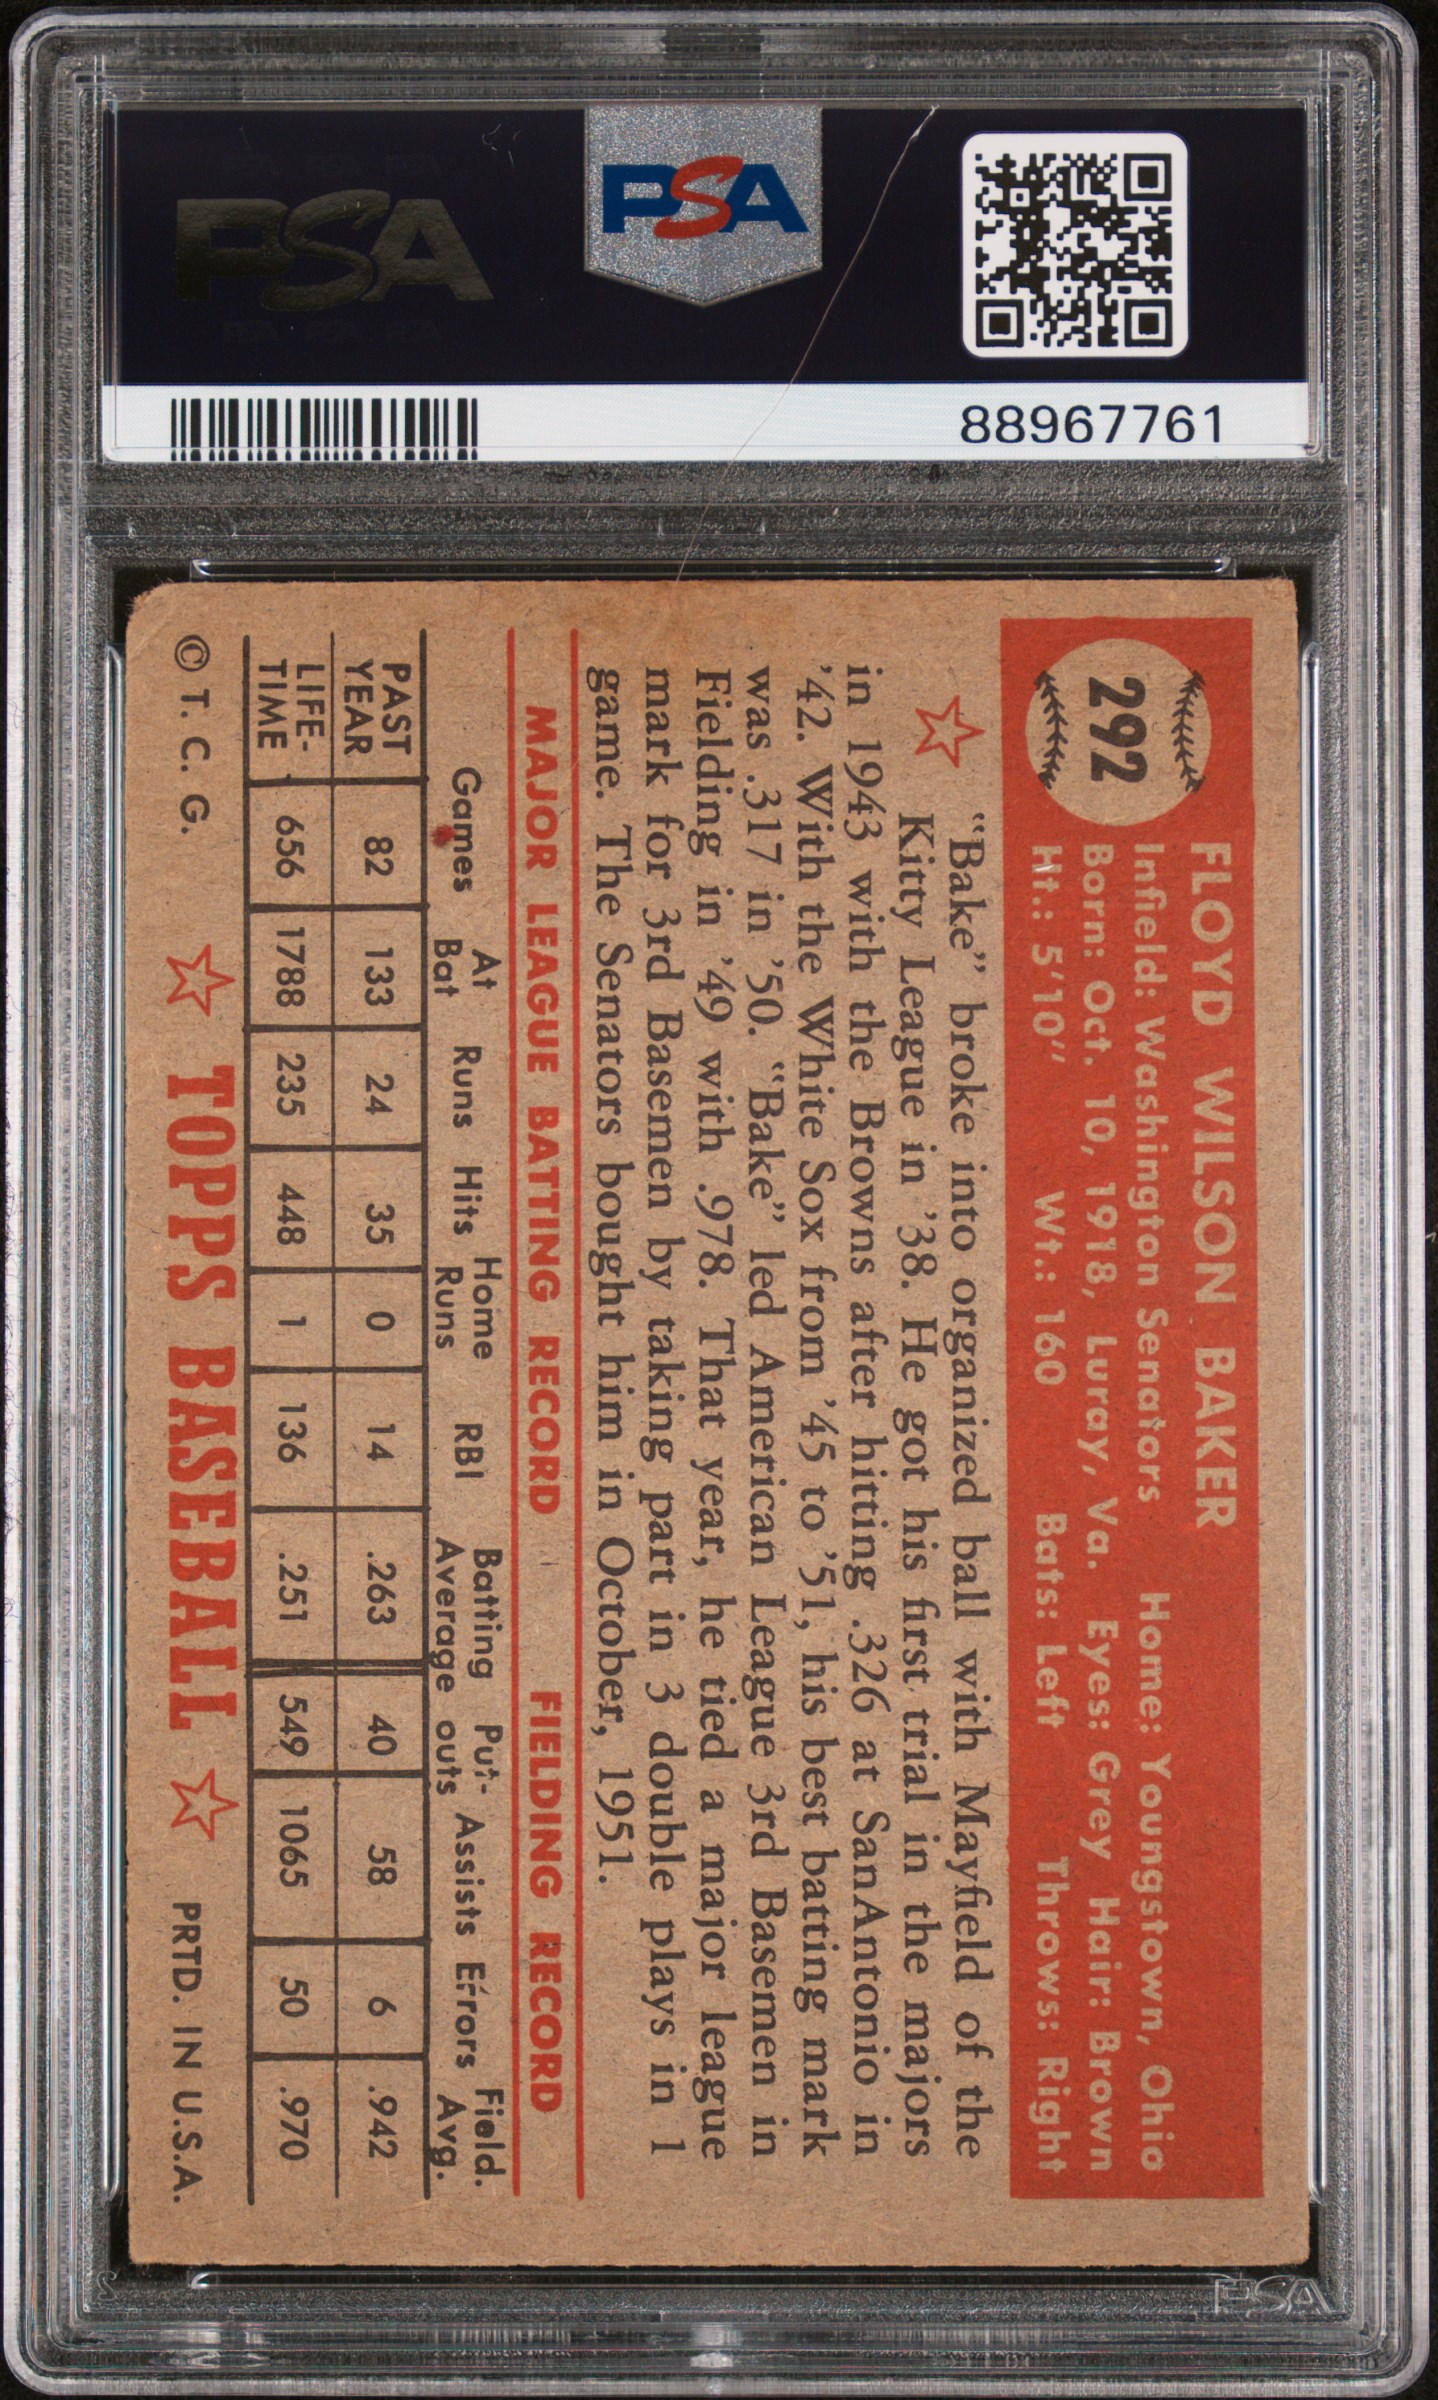 PSA
PSA
88967761
292
FLOYD WILSON BAKER
Infield: Washington Senators Home: Youngstown, Ohio
Born: Oct. 10, 1918, Luray, Va. Eyes: Grey Hair: Brown
Ht.: 5'10" Wt.: 160 Bats: Left Throws: Right
"Bake" broke into organized ball with Mayfield of the
Kitty League in '38. He got his first trial in the majors
in 1943 with the Browns after hitting .326 at San Antonio in
'42. With the White Sox from '45 to '51, his best batting mark
was .317 in '50. "Bake" led American League 3rd Basemen in
Fielding in '49 with .978. That year, he tied a major league
mark for 3rd Basemen by taking part in 3 double plays in 1
game. The Senators bought him in October, 1951.
MAJOR LEAGUE BATTING RECORD FIELDING RECORD
Games At Bat Runs Hits Home Runs RBI Batting Average Put-outs Assists Errors Field. Avg.
PAST YEAR 82 133 24 35 0 14 .263 40 58 6 .942
LIFE-TIME 656 1788 235 448 1 136 .251 549 1065 50 .970
© T. C. G. TOPPS BASEBALL PRTD. IN U.S.A.
PSA